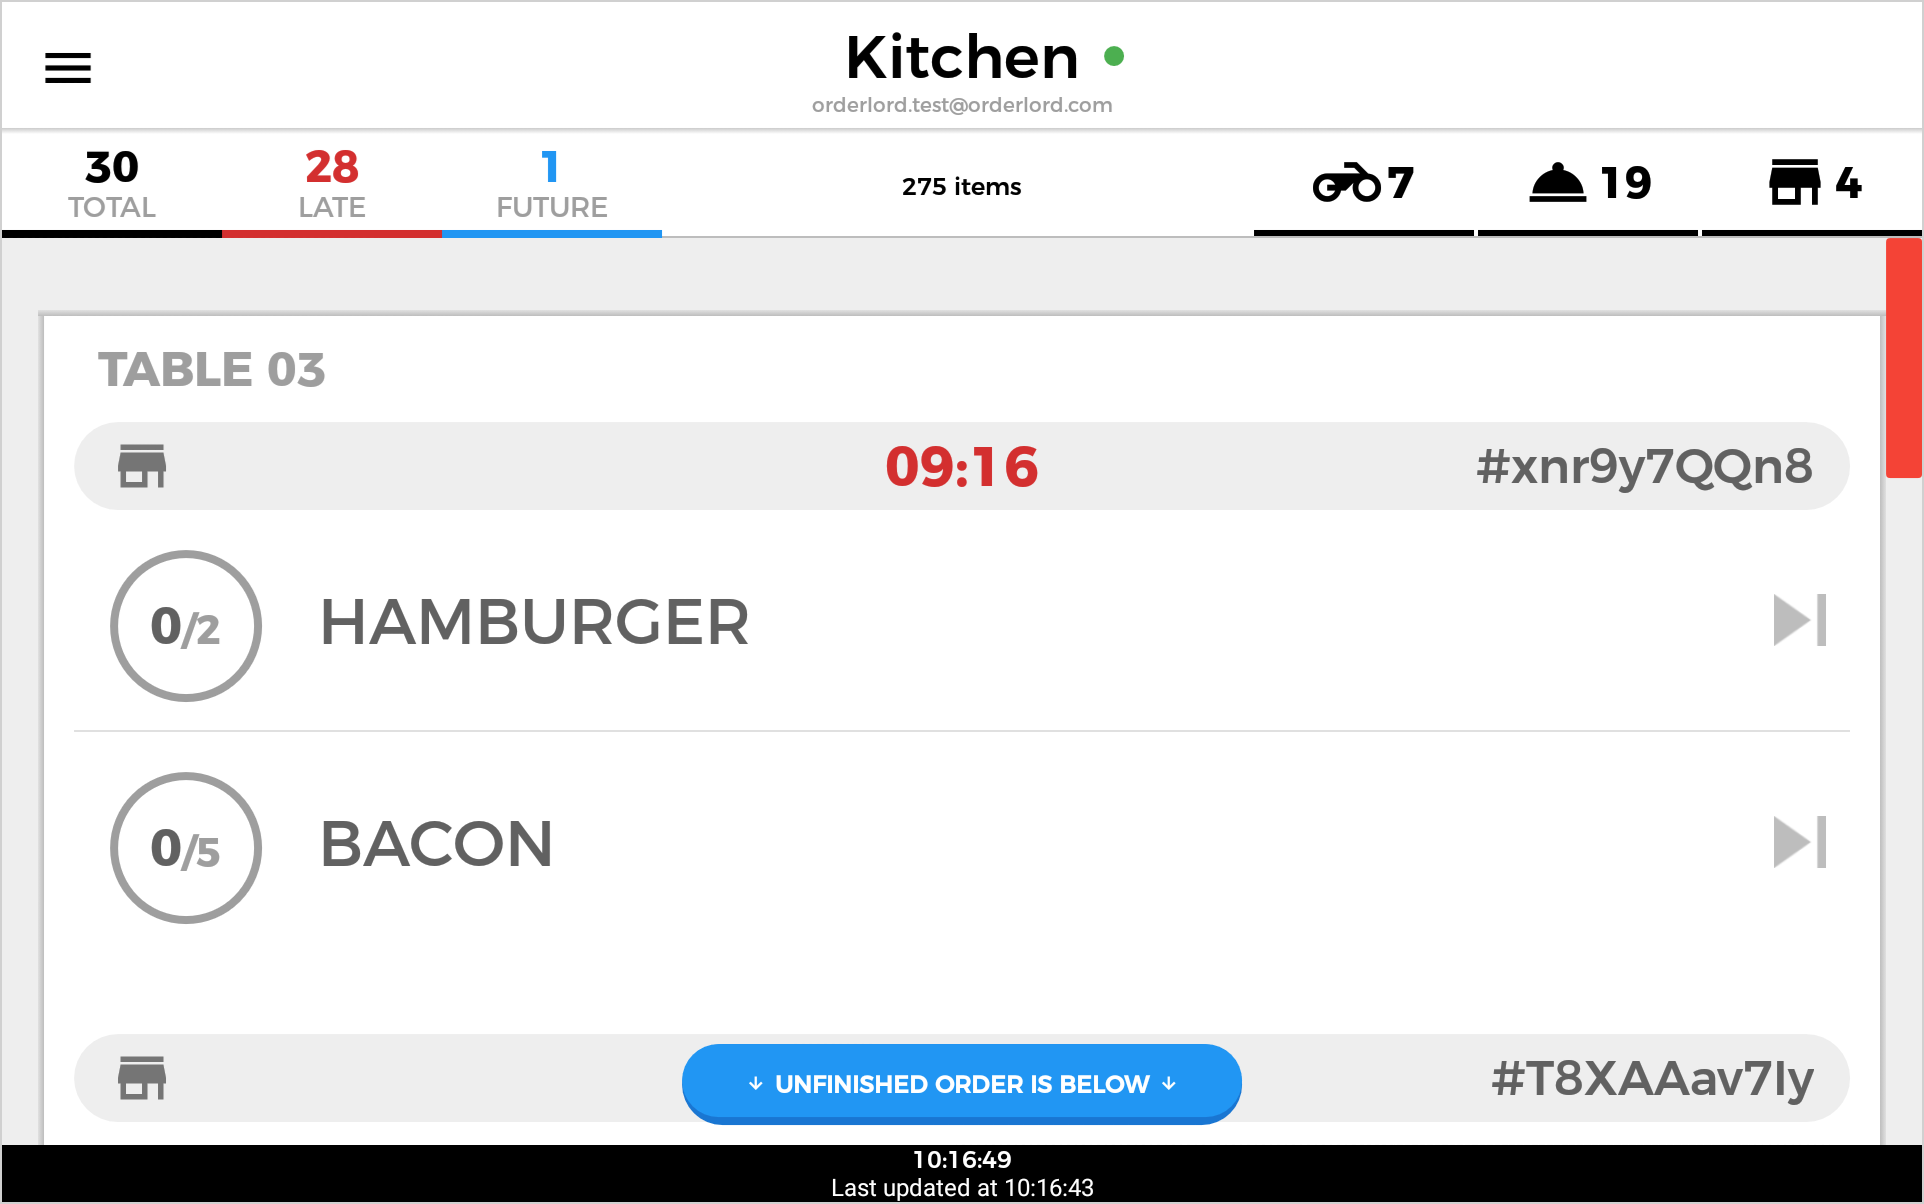 Kitchen
orderlord.test@orderlord.com
30 28 1 275 items 7 19 4
TOTAL LATE FUTURE
TABLE 03
09:16 #xnr9y7QQn8
0/2 HAMBURGER
0/5 BACON
↓ UNFINISHED ORDER IS BELOW ↓ #T8XAAav7Iy
10:16:49
Last updated at 10:16:43